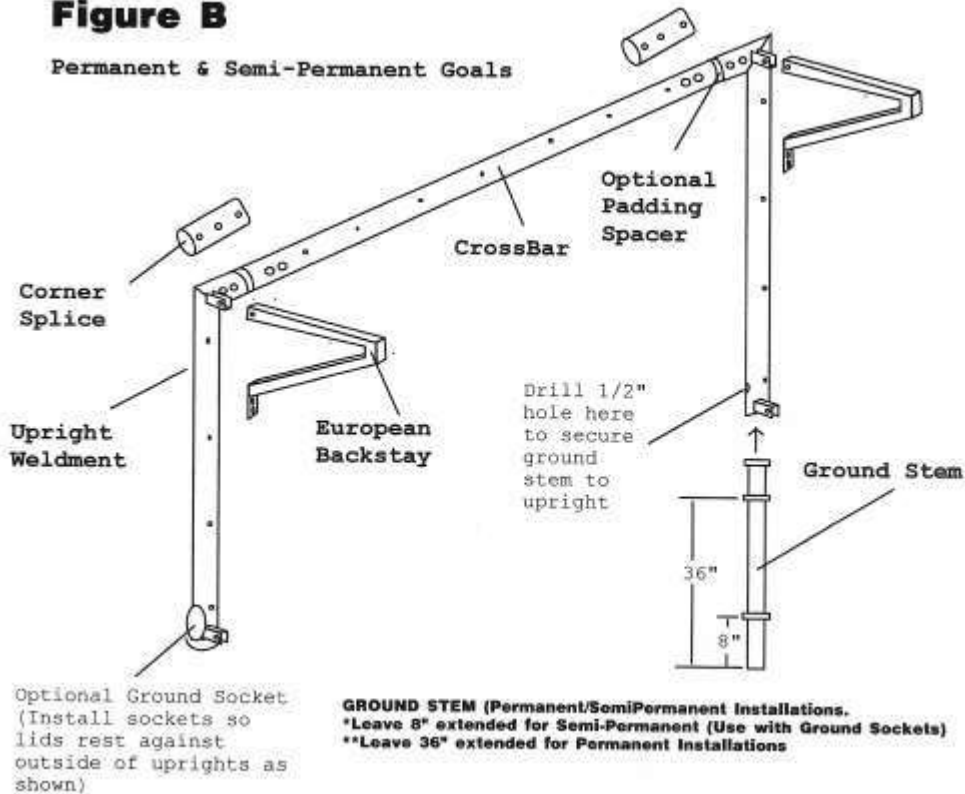 Figure B
Permanent & Semi-Permanent Goals
Optional
Padding
Spacer
CrossBar
Corner
Splice
Upright
Weldment
European
Backstay
Drill 1/2"
hole here
to secure
ground
stem to
upright
Ground Stem
36"
8"
Optional Ground Socket
(Install sockets so
lids rest against
outside of uprights as
shown)
GROUND STEM (Permanent/SemiPermanent Installations.
*Leave 8" extended for Semi-Permanent (Use with Ground Sockets)
**Leave 36" extended for Permanent Installations